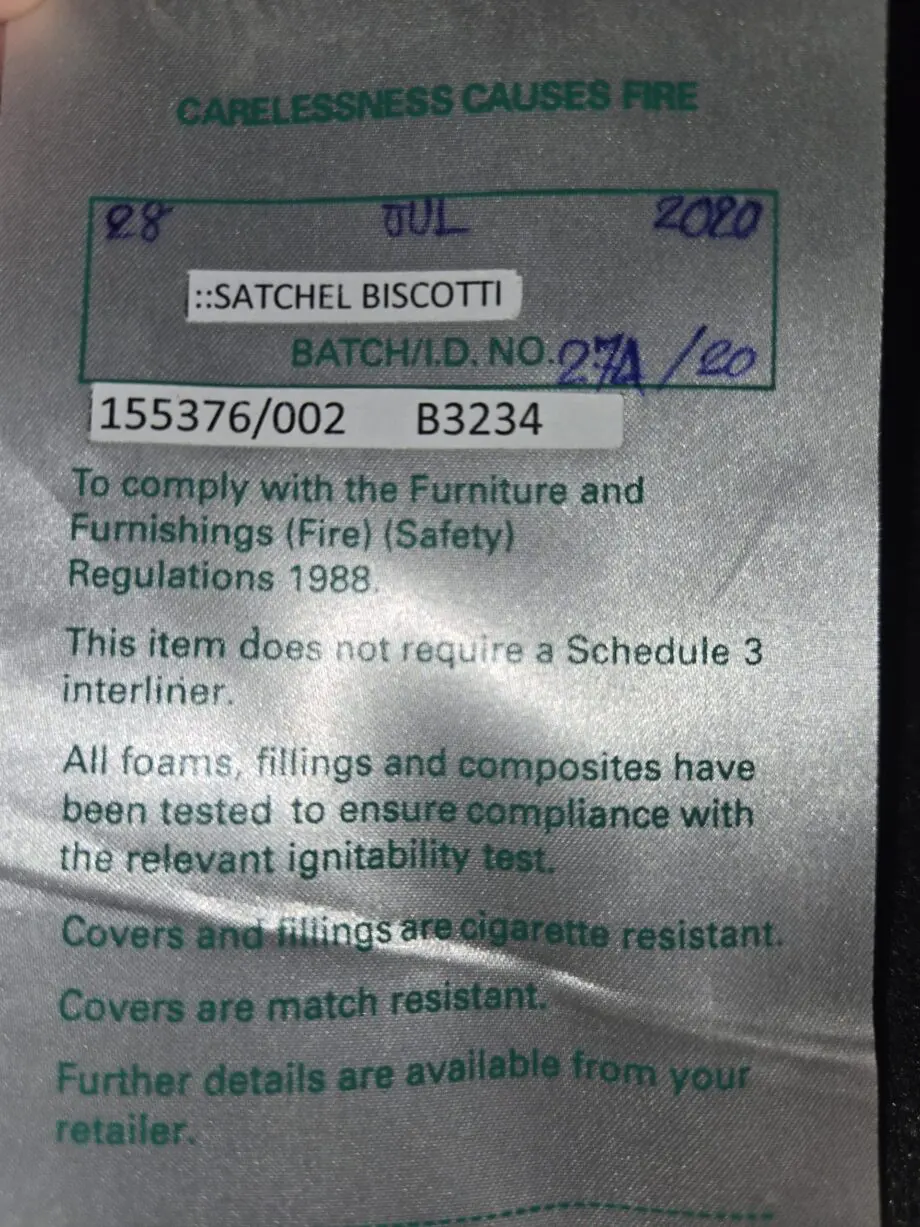 CARELESSNESS CAUSES FIRE
28 JUL 2020
::SATCHEL BISCOTTI
BATCH/I.D. NO. 27A/20
155376/002 B3234
To comply with the Furniture and
Furnishings (Fire) (Safety)
Regulations 1988.
This item does not require a Schedule 3
interliner.
All foams, fillings and composites have
been tested to ensure compliance with
the relevant ignitability test.
Covers and fillings are cigarette resistant.
Covers are match resistant.
Further details are available from your
retailer.